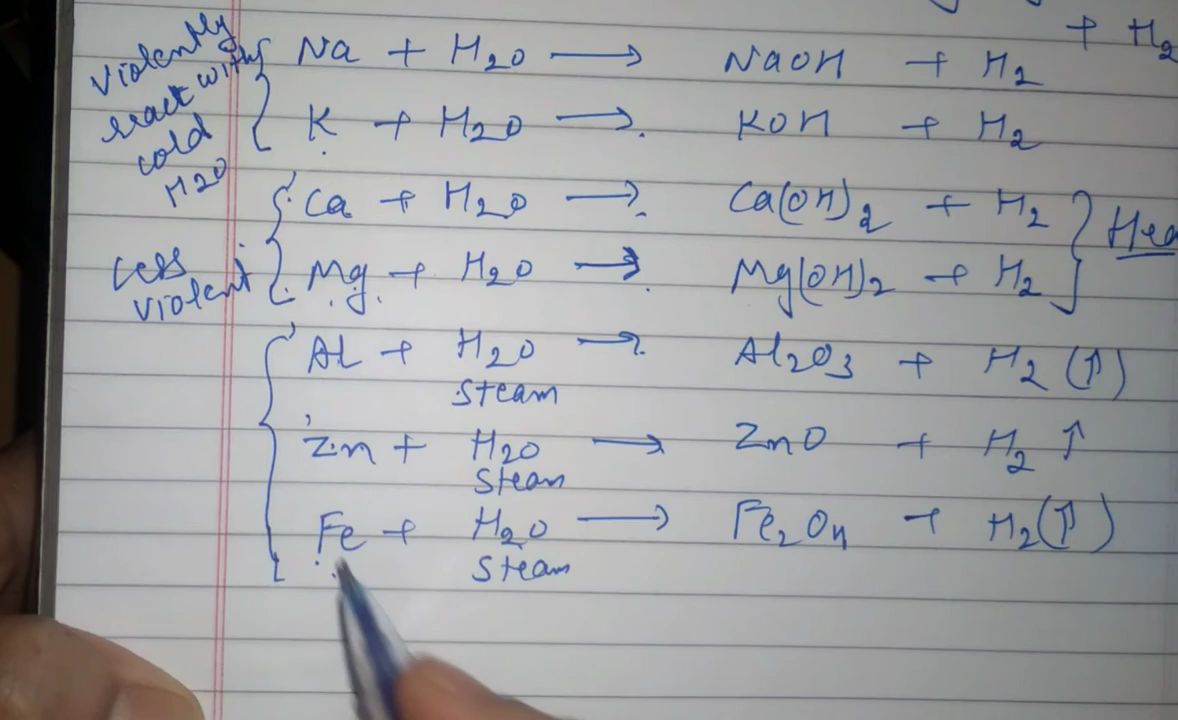 + H2
Violently react with cold H2O
Na + H2O → NaOH + H2
K + H2O → KOH + H2
Less violent
Ca + H2O → Ca(OH)2 + H2
Mg + H2O → Mg(OH)2 + H2
Al + H2O → Al2O3 + H2 (↑)
Steam
Zn + H2O → ZnO + H2 ↑
Steam
Fe + H2O → Fe2O4 + H2(↑)
Steam